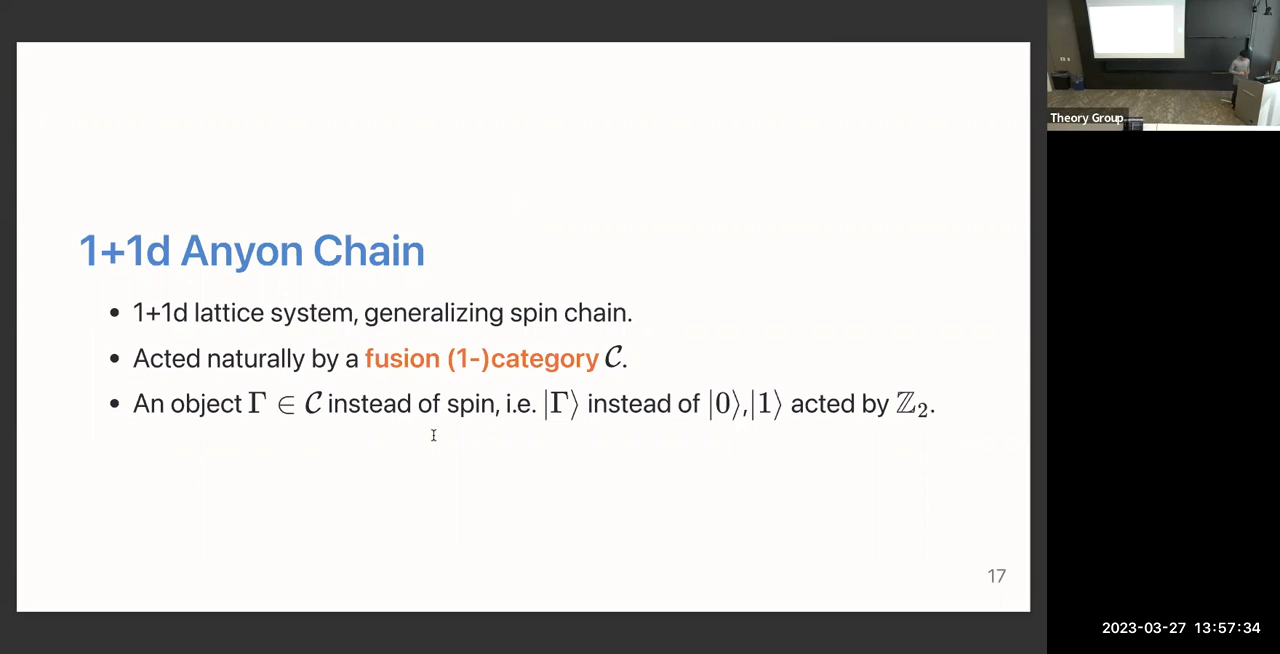 1+1d Anyon Chain
• 1+1d lattice system, generalizing spin chain.
• Acted naturally by a fusion (1-)category 𝒞.
• An object Γ ∈ 𝒞 instead of spin, i.e. |Γ⟩ instead of |0⟩,|1⟩ acted by ℤ₂.
17
Theory Group
2023-03-27 13:57:34